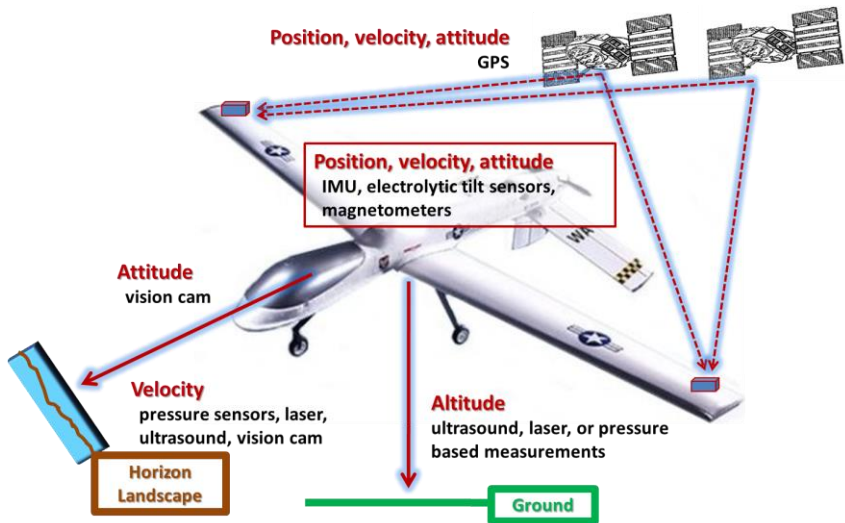 Position, velocity, attitude
GPS
Position, velocity, attitude
IMU, electrolytic tilt sensors,
magnetometers
WA
Attitude
vision cam
Velocity
pressure sensors, laser,
ultrasound, vision cam
Altitude
ultrasound, laser, or pressure
based measurements
Horizon
Landscape
Ground